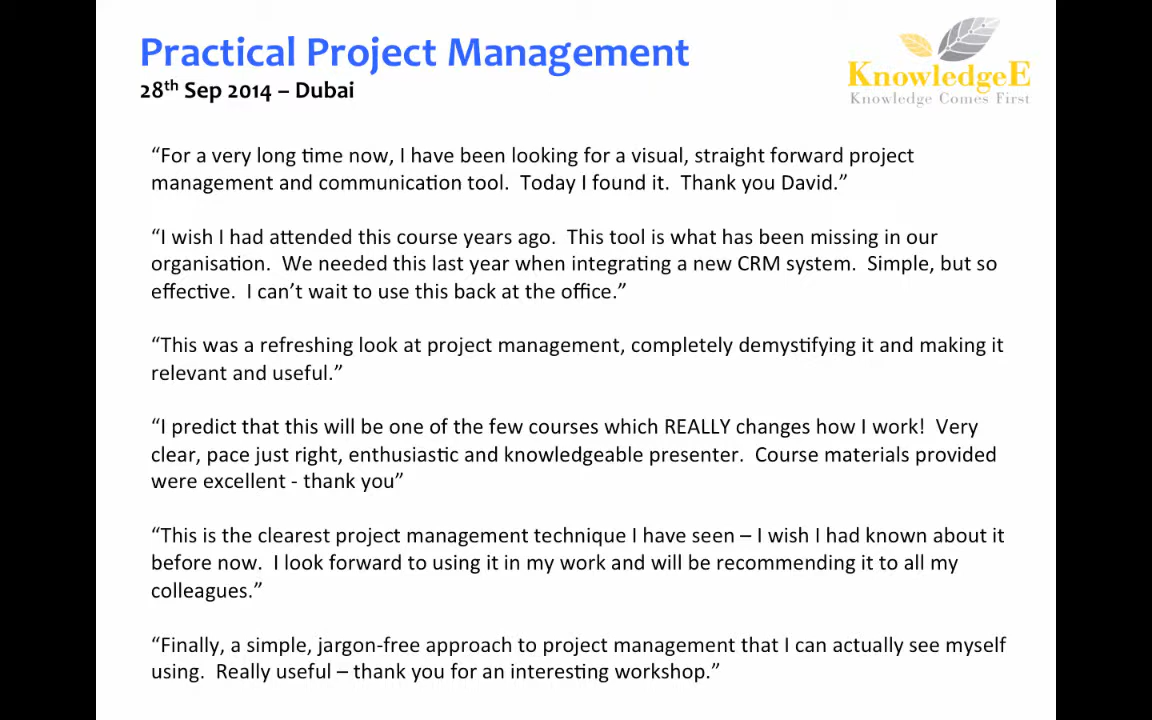 Practical Project Management
28th Sep 2014 – Dubai
KnowledgeE
Knowledge Comes First
“For a very long time now, I have been looking for a visual, straight forward project
management and communication tool.  Today I found it.  Thank you David.”
“I wish I had attended this course years ago.  This tool is what has been missing in our
organisation.  We needed this last year when integrating a new CRM system.  Simple, but so
effective.  I can’t wait to use this back at the office.”
“This was a refreshing look at project management, completely demystifying it and making it
relevant and useful.”
“I predict that this will be one of the few courses which REALLY changes how I work!  Very
clear, pace just right, enthusiastic and knowledgeable presenter.  Course materials provided
were excellent - thank you”
“This is the clearest project management technique I have seen – I wish I had known about it
before now.  I look forward to using it in my work and will be recommending it to all my
colleagues.”
“Finally, a simple, jargon-free approach to project management that I can actually see myself
using.  Really useful – thank you for an interesting workshop.”